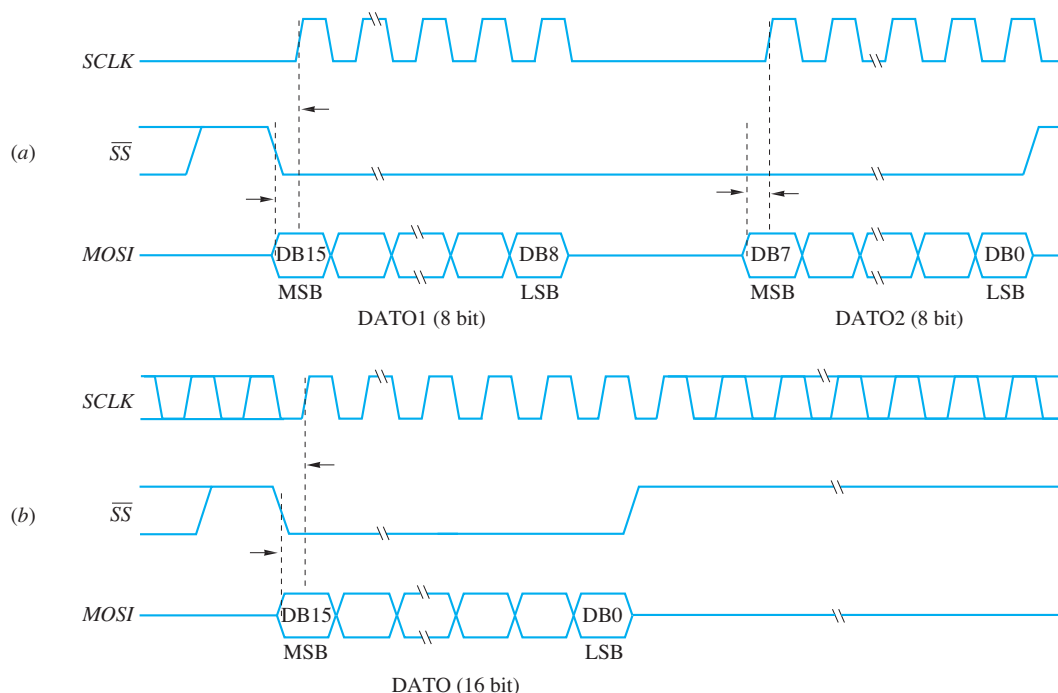 SCLK
(a)
SS
MOSI
DB15
DB8
DB7
DB0
MSB
LSB
MSB
LSB
DATO1 (8 bit)
DATO2 (8 bit)
SCLK
(b)
SS
MOSI
DB15
DB0
MSB
LSB
DATO (16 bit)